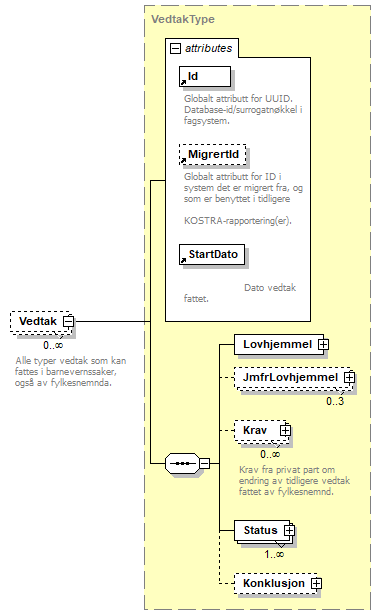 VedtakType
attributes
Id
Globalt attributt for UUID.
Database-id/surrogatnøkkel i
fagsystem.
MigrertId
Globalt attributt for ID i
system det er migrert fra, og
som er benyttet i tidligere
KOSTRA-rapportering(er).
StartDato
Dato vedtak
fattet.
Vedtak
0..∞
Alle typer vedtak som kan
fattes i barnevernssaker,
også av fylkesnemnda.
Lovhjemmel
JmfrLovhjemmel
0..3
Krav
0..∞
Krav fra privat part om
endring av tidligere vedtak
fattet av fylkesnemnd.
Status
1..∞
Konklusjon